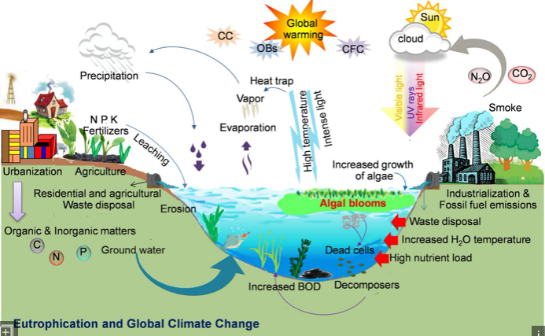 Global
warming
Sun
CC
OBs
CFC
cloud
Precipitation
Heat trap
Vapor
Evaporation
High temperature
Intense light
Visible light
UV rays
Infrared light
N₂O
CO₂
Smoke
N P K
Fertilizers
Leaching
Increased growth
of algae
Urbanization
Agriculture
Algal blooms
Industrialization &
Fossil fuel emissions
Residential and agricultural
Waste disposal
Erosion
Waste disposal
Organic & Inorganic matters
C
N
P
Ground water
Dead cells
Increased H₂O temperature
High nutrient load
Increased BOD
Decomposers
Eutrophication and Global Climate Change